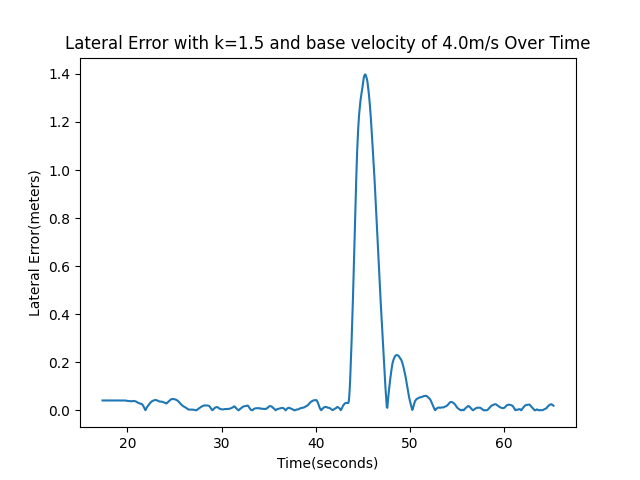 Lateral Error with k=1.5 and base velocity of 4.0m/s Over Time
1.4
1.2
1.0
0.8
0.6
0.4
0.2
0.0
Lateral Error(meters)
20 30 40 50 60
Time(seconds)